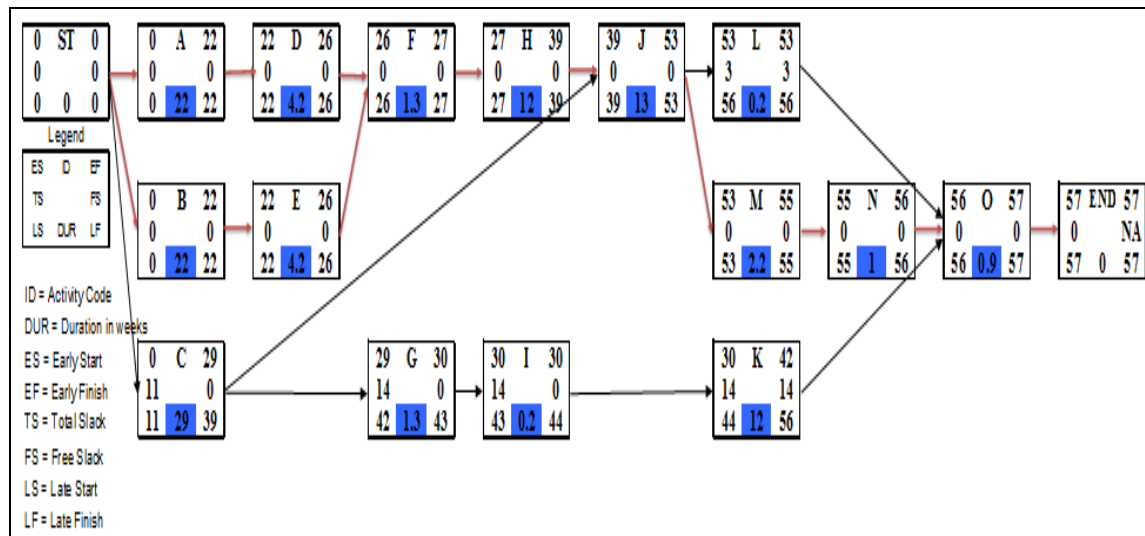 0 ST 0
0 0
0 0 0
0 A 22
0 0
0 22 22
22 D 26
0 0
22 4.2 26
26 F 27
0 0
26 1.3 27
27 H 39
0 0
27 12 39
39 J 53
0 0
39 13 53
53 L 53
3 3
56 0.2 56
Legend
ES ID EF
TS FS
LS DUR LF
0 B 22
0 0
0 22 22
22 E 26
0 0
22 4.2 26
53 M 55
0 0
53 2.2 55
55 N 56
0 0
55 1 56
56 O 57
0 0
56 0.9 57
57 END 57
0 NA
57 0 57
ID = Activity Code
DUR = Duration in weeks
ES = Early Start
EF = Early Finish
TS = Total Slack
FS = Free Slack
LS = Late Start
LF = Late Finish
0 C 29
11 0
11 29 39
29 G 30
14 0
42 1.3 43
30 I 30
14 0
43 0.2 44
30 K 42
14 14
44 12 56